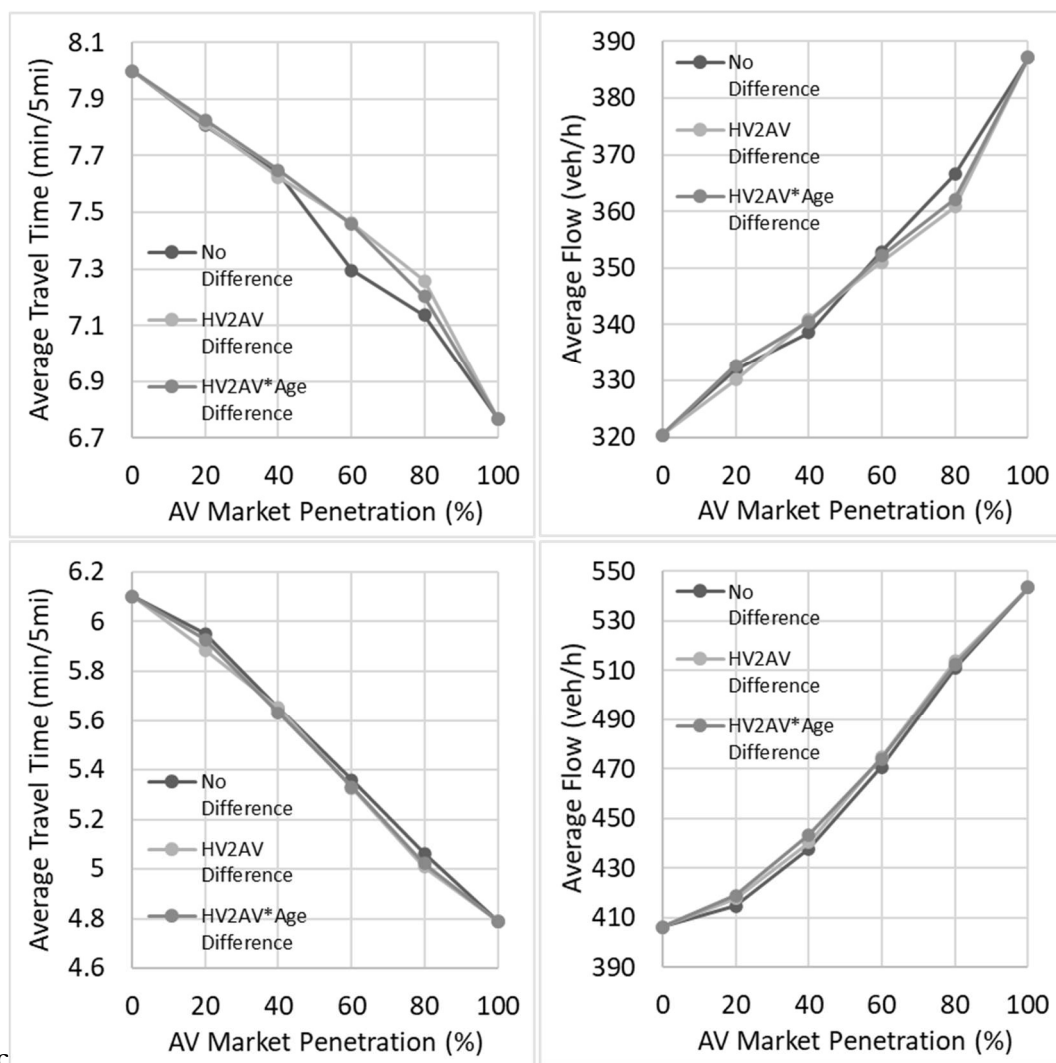 8.1
7.9
7.7
7.5
7.3
7.1
6.9
6.7
Average Travel Time (min/5mi)
No
Difference
HV2AV
Difference
HV2AV*Age
Difference
0 20 40 60 80 100
AV Market Penetration (%)
390
380
370
360
350
340
330
320
Average Flow (veh/h)
No
Difference
HV2AV
Difference
HV2AV*Age
Difference
0 20 40 60 80 100
AV Market Penetration (%)
6.2
6
5.8
5.6
5.4
5.2
5
4.8
4.6
Average Travel Time (min/5mi)
No
Difference
HV2AV
Difference
HV2AV*Age
Difference
0 20 40 60 80 100
AV Market Penetration (%)
550
530
510
490
470
450
430
410
390
Average Flow (veh/h)
No
Difference
HV2AV
Difference
HV2AV*Age
Difference
0 20 40 60 80 100
AV Market Penetration (%)